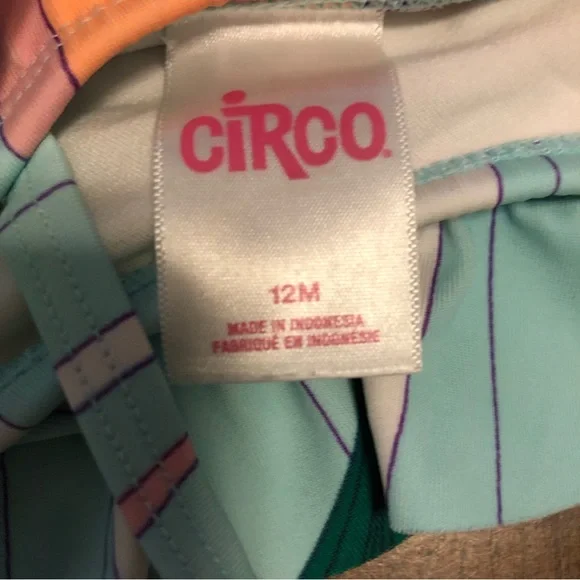 CiRCO.
12M
MADE IN INDONESIA
FABRIQUÉ EN INDONÉSIE